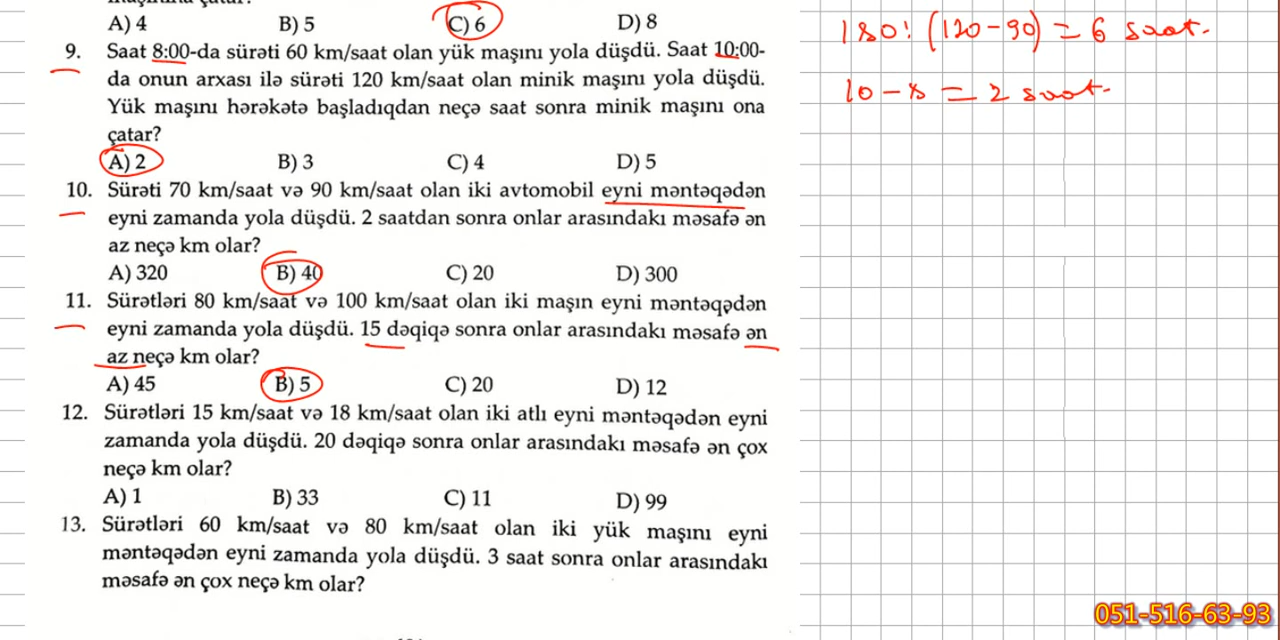 A) 4 B) 5 C) 6 D) 8
9. Saat 8:00-da sürəti 60 km/saat olan yük maşını yola düşdü. Saat 10:00-
da onun arxası ilə sürəti 120 km/saat olan minik maşını yola düşdü.
Yük maşını hərəkətə başladıqdan neçə saat sonra minik maşını ona
çatar?
A) 2 B) 3 C) 4 D) 5
10. Sürəti 70 km/saat və 90 km/saat olan iki avtomobil eyni məntəqədən
eyni zamanda yola düşdü. 2 saatdan sonra onlar arasındakı məsafə ən
az neçə km olar?
A) 320 B) 40 C) 20 D) 300
11. Sürətləri 80 km/saat və 100 km/saat olan iki maşın eyni məntəqədən
eyni zamanda yola düşdü. 15 dəqiqə sonra onlar arasındakı məsafə ən
az neçə km olar?
A) 45 B) 5 C) 20 D) 12
12. Sürətləri 15 km/saat və 18 km/saat olan iki atlı eyni məntəqədən eyni
zamanda yola düşdü. 20 dəqiqə sonra onlar arasındakı məsafə ən çox
neçə km olar?
A) 1 B) 33 C) 11 D) 99
13. Sürətləri 60 km/saat və 80 km/saat olan iki yük maşını eyni
məntəqədən eyni zamanda yola düşdü. 3 saat sonra onlar arasındakı
məsafə ən çox neçə km olar?
180:(120-90)=6 saat.
10-8=2 saat.
051-516-63-93